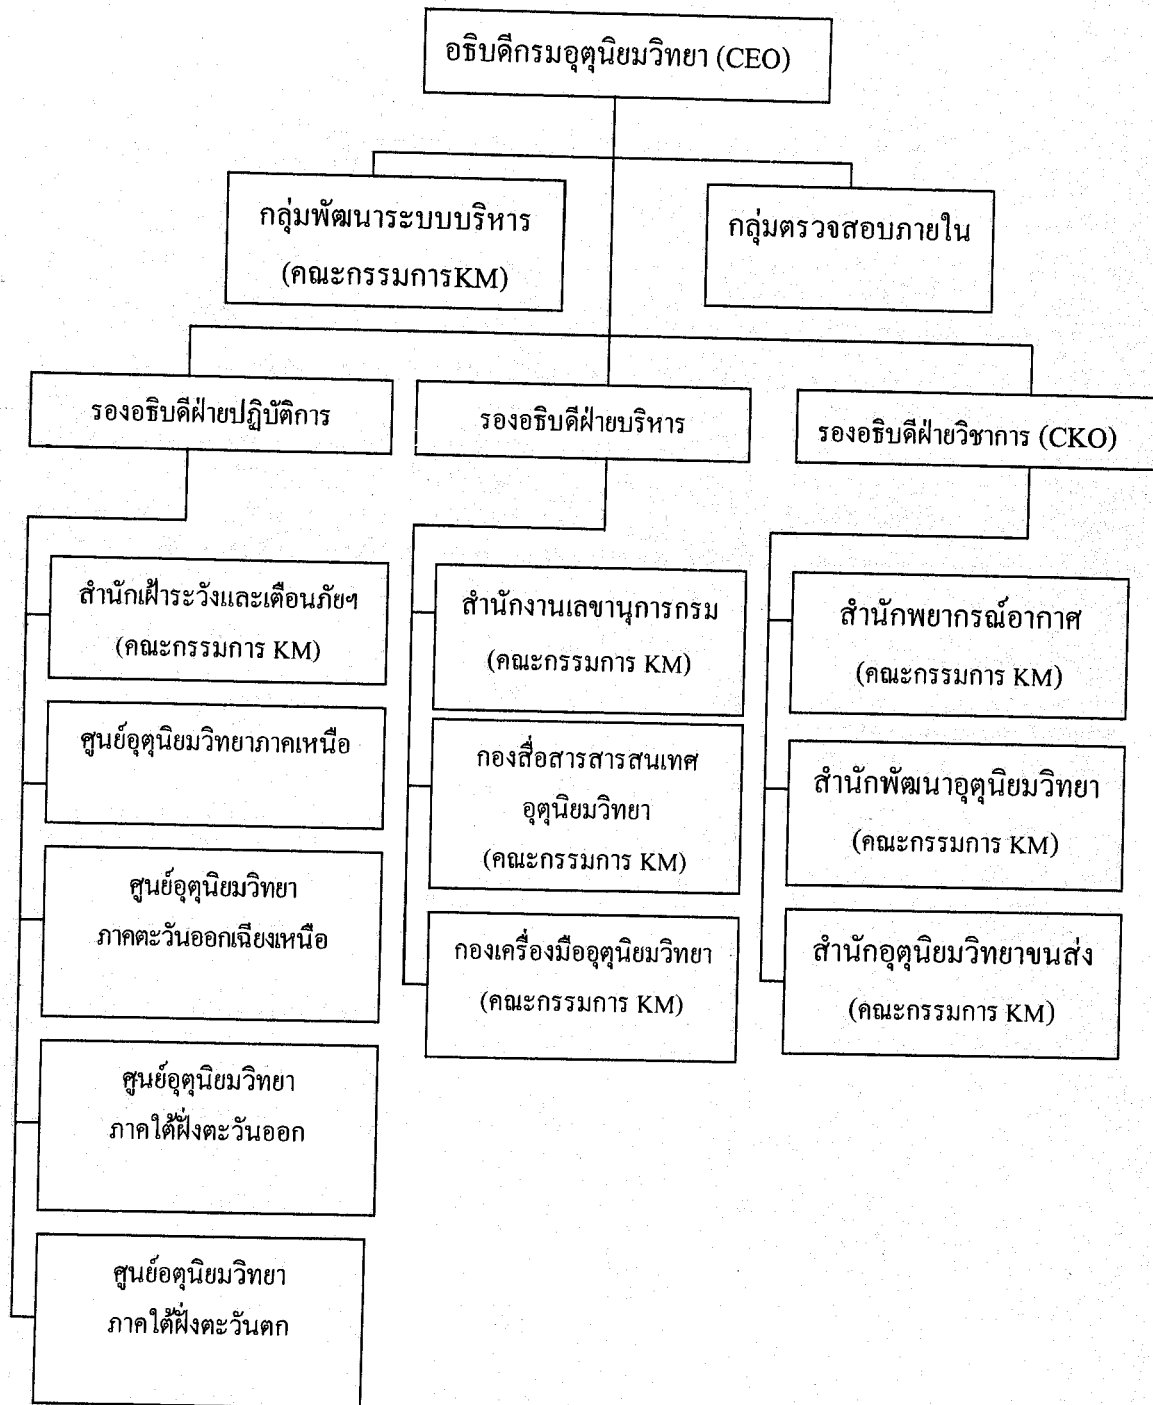 อธิบดีกรมอุตุนิยมวิทยา (CEO)
กลุ่มพัฒนาระบบบริหาร
(คณะกรรมการKM)
กลุ่มตรวจสอบภายใน
รองอธิบดีฝ่ายปฏิบัติการ
รองอธิบดีฝ่ายบริหาร
รองอธิบดีฝ่ายวิชาการ (CKO)
สำนักเฝ้าระวังและเตือนภัยฯ
(คณะกรรมการ KM)
ศูนย์อุตุนิยมวิทยาภาคเหนือ
ศูนย์อุตุนิยมวิทยา
ภาคตะวันออกเฉียงเหนือ
ศูนย์อุตุนิยมวิทยา
ภาคใต้ฝั่งตะวันออก
ศูนย์อตุนิยมวิทยา
ภาคใต้ฝั่งตะวันตก
สำนักงานเลขานุการกรม
(คณะกรรมการ KM)
กองสื่อสารสารสนเทศ
อุตุนิยมวิทยา
(คณะกรรมการ KM)
กองเครื่องมืออุตุนิยมวิทยา
(คณะกรรมการ KM)
สำนักพยากรณ์อากาศ
(คณะกรรมการ KM)
สำนักพัฒนาอุตุนิยมวิทยา
(คณะกรรมการ KM)
สำนักอุตุนิยมวิทยาขนส่ง
(คณะกรรมการ KM)